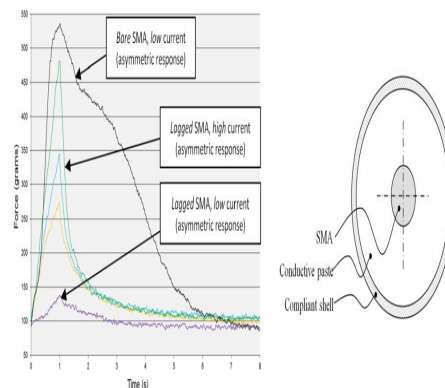 550
500
450
400
350
300
250
200
150
100
50
Force (grams)
0 1 2 3 4 5 6 7 8
Time (s)
Bare SMA, low current
(asymmetric response)
Lagged SMA, high current
(asymmetric response)
Lagged SMA, low current
(asymmetric response)
SMA
Conductive paste
Compliant shell